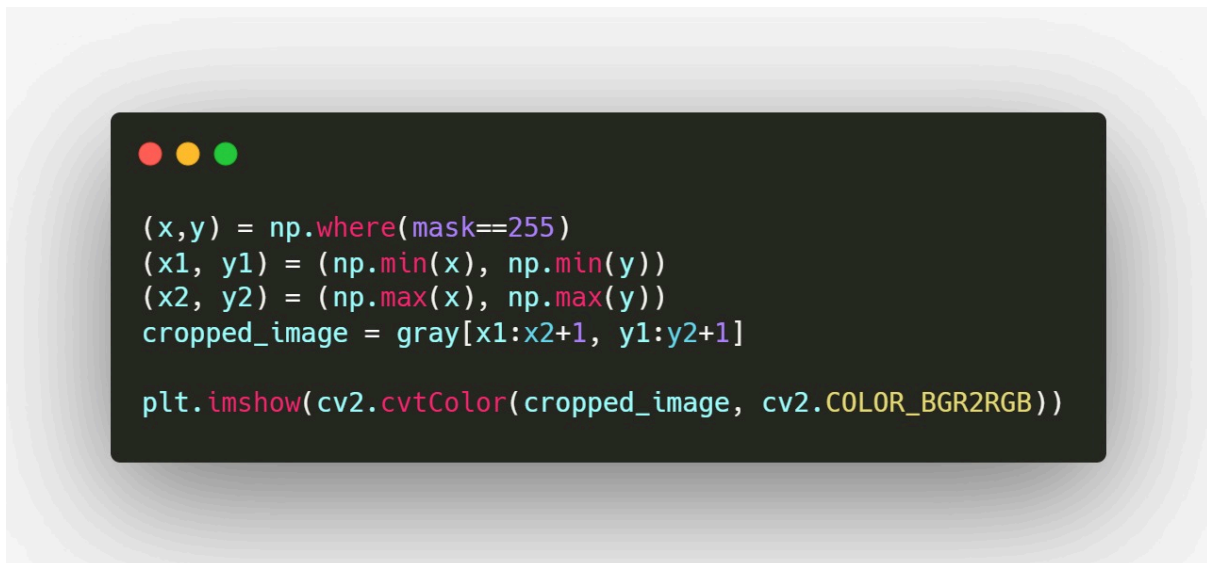 (x,y) = np.where(mask==255)
(x1, y1) = (np.min(x), np.min(y))
(x2, y2) = (np.max(x), np.max(y))
cropped_image = gray[x1:x2+1, y1:y2+1]
plt.imshow(cv2.cvtColor(cropped_image, cv2.COLOR_BGR2RGB))